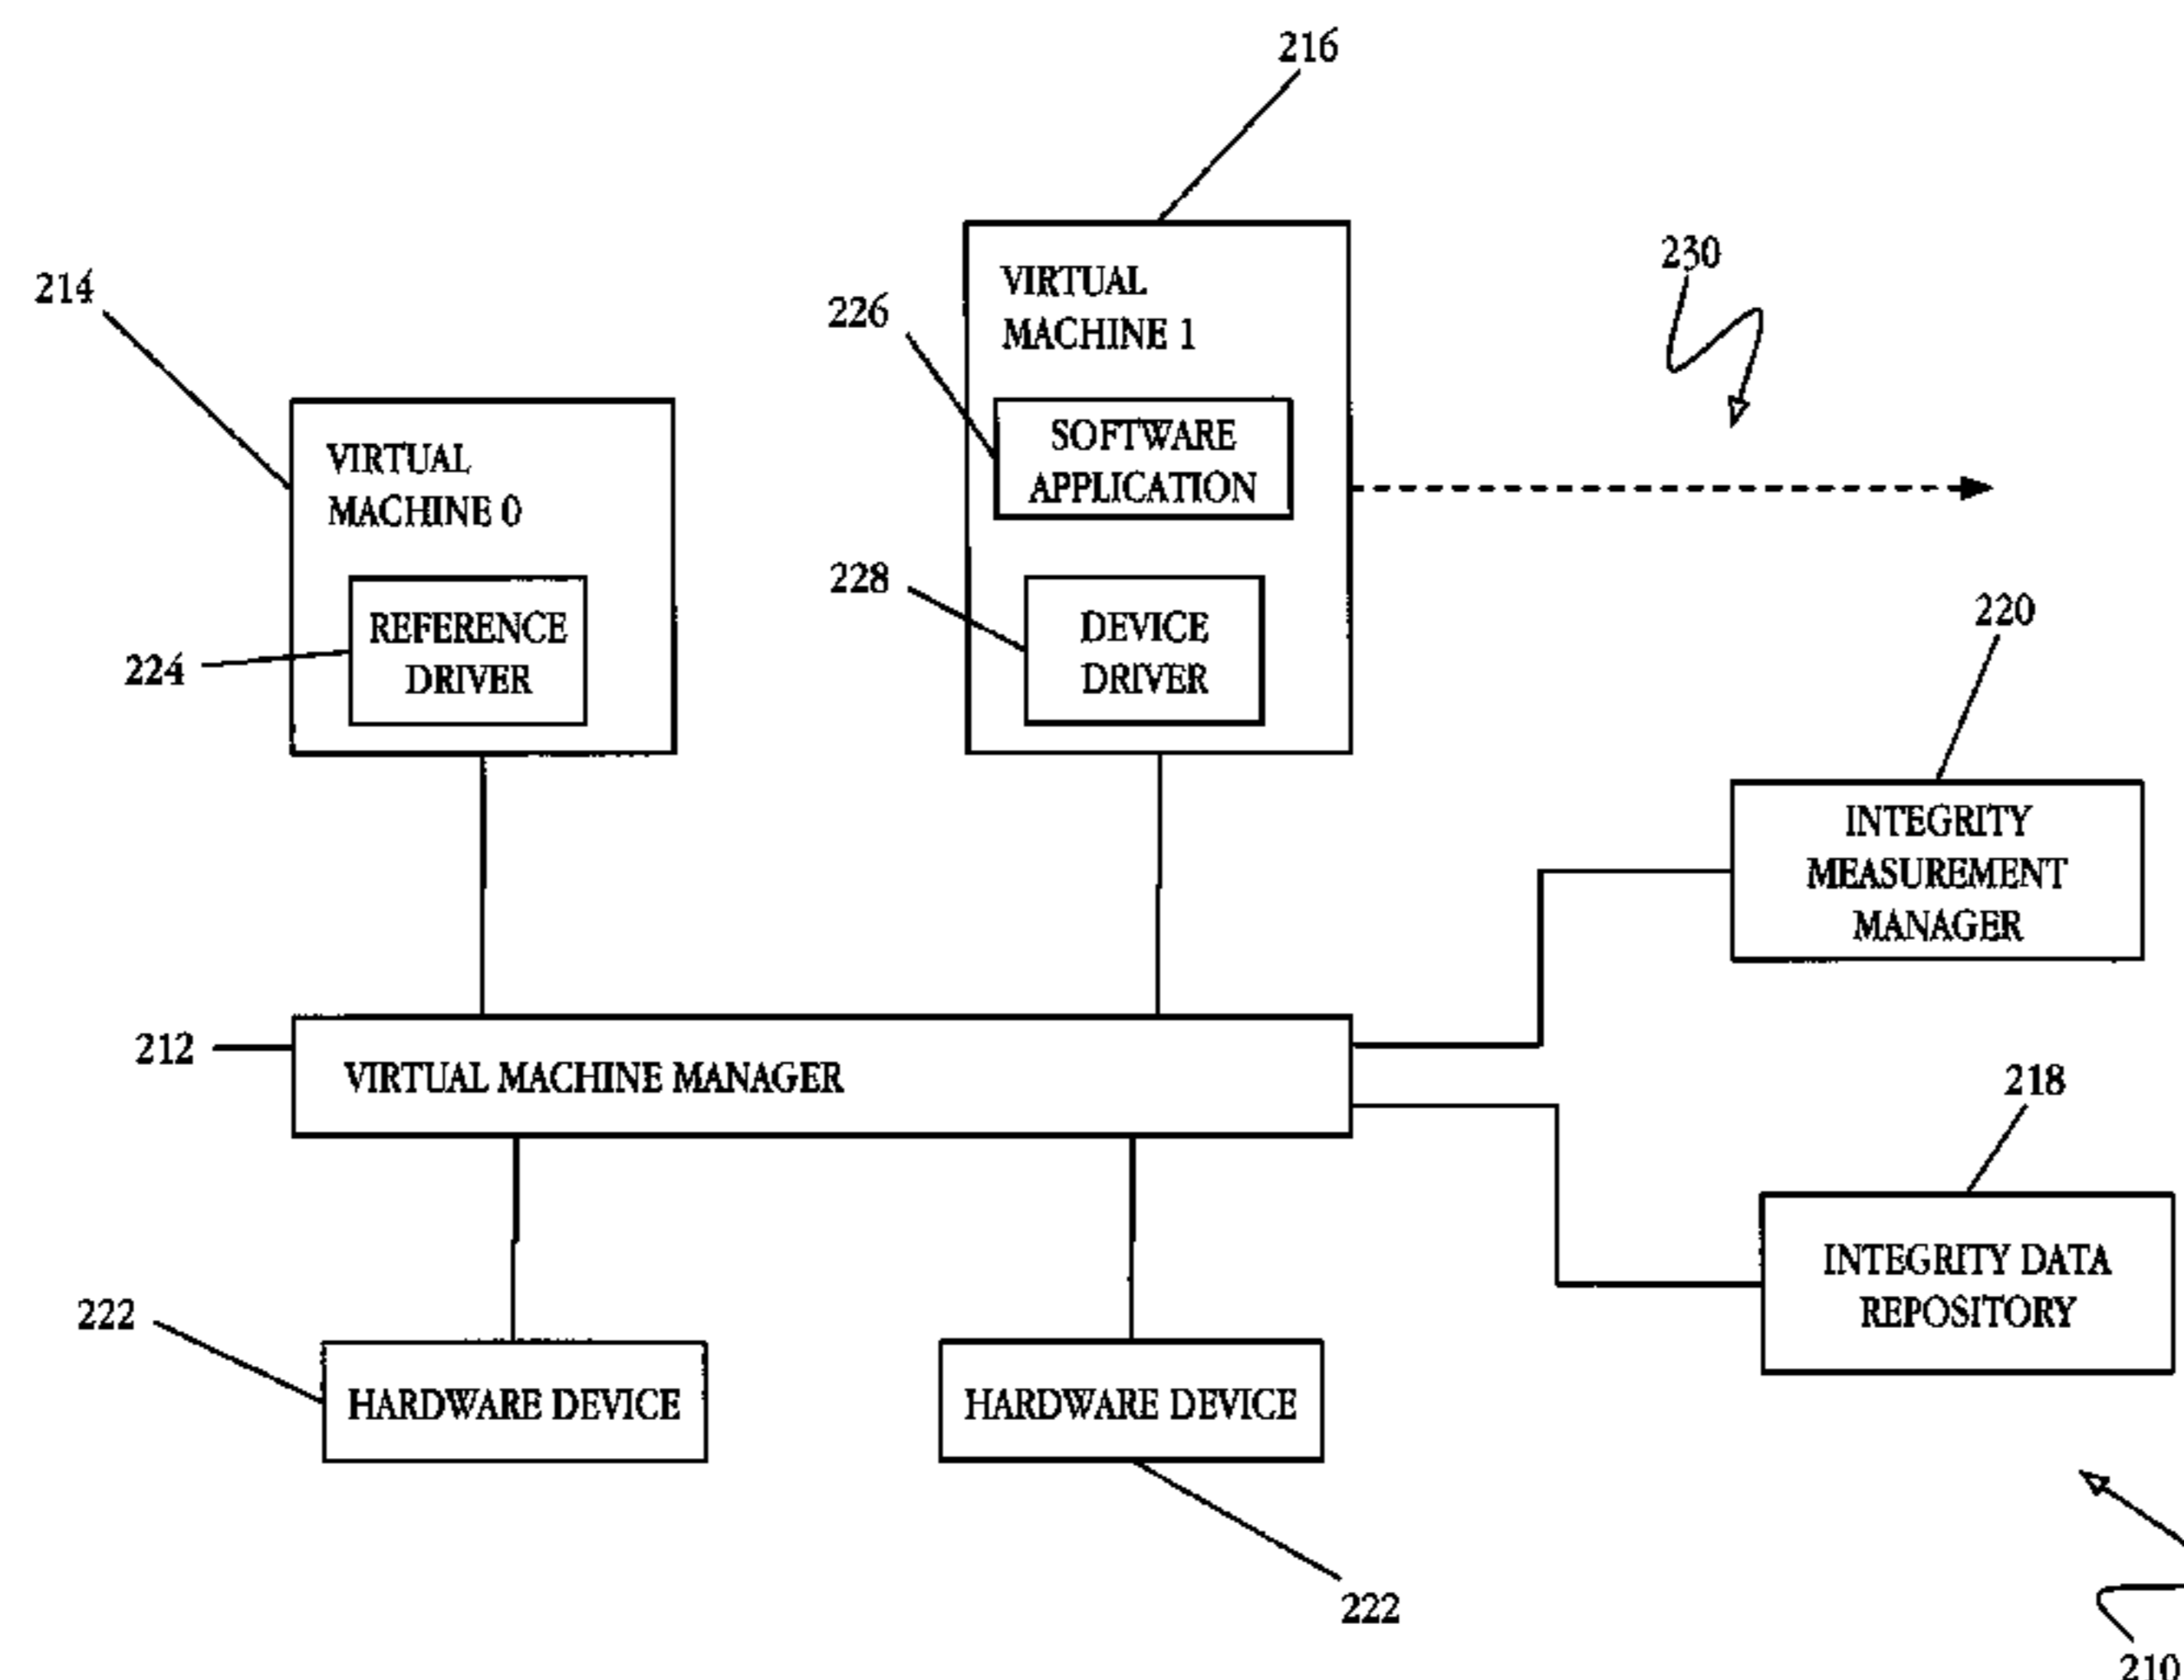 216
230
214
226
VIRTUAL
MACHINE 1
SOFTWARE
APPLICATION
VIRTUAL
MACHINE 0
228
DEVICE
DRIVER
220
REFERENCE
DRIVER
224
INTEGRITY
MEASUREMENT
MANAGER
212
VIRTUAL MACHINE MANAGER
218
INTEGRITY DATA
REPOSITORY
222
HARDWARE DEVICE
HARDWARE DEVICE
222
210